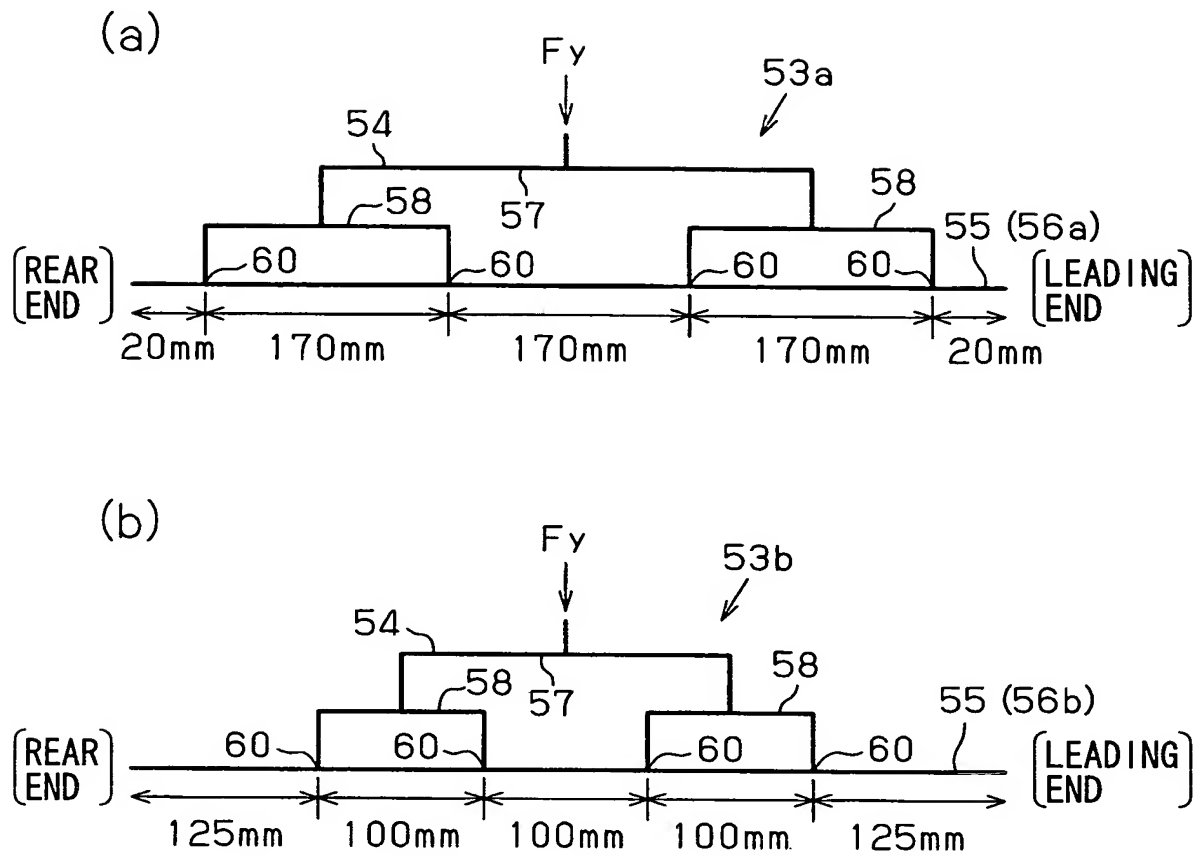 (a)
Fy
53a
54
58
57
58
55 (56a)
[REAR END]
60
60
60
60
[LEADING END]
20mm
170mm
170mm
170mm
20mm
(b)
Fy
53b
54
58
57
58
55 (56b)
[REAR END]
60
60
60
60
[LEADING END]
125mm
100mm
100mm
100mm
125mm